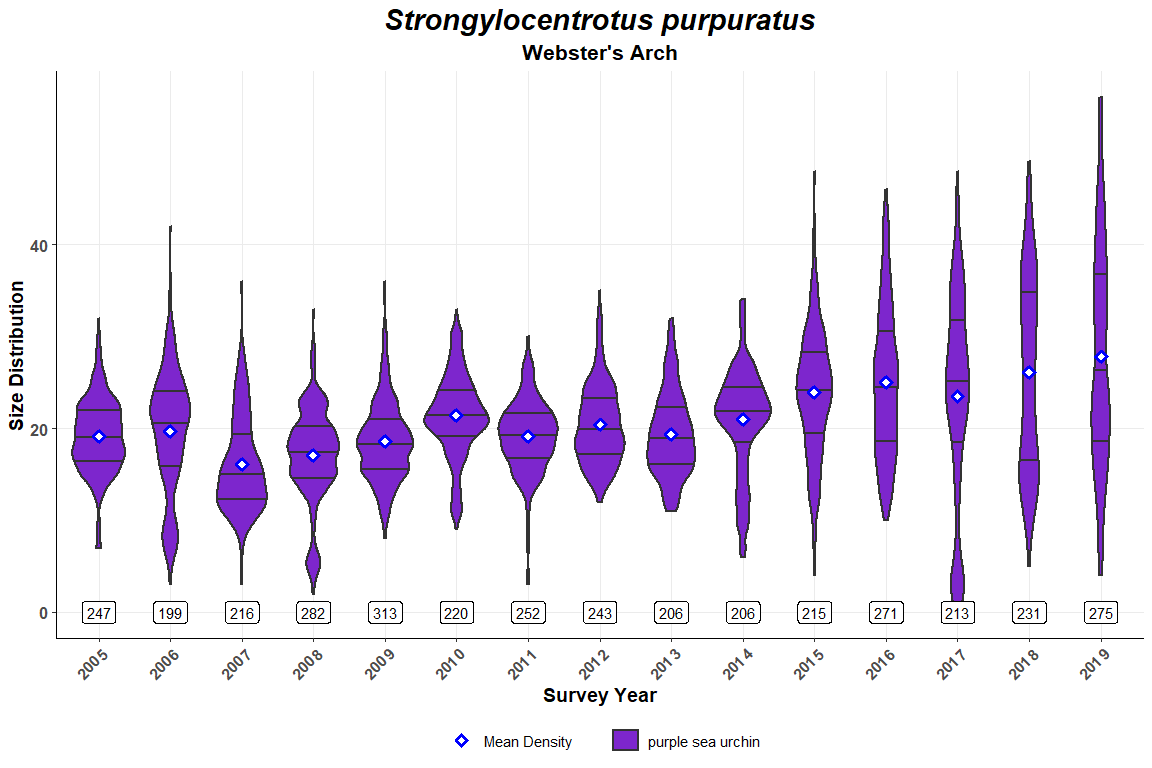 Strongylocentrotus purpuratus
Webster's Arch
Size Distribution
40
20
0
247 199 216 282 313 220 252 243 206 206 215 271 213 231 275
2005 2006 2007 2008 2009 2010 2011 2012 2013 2014 2015 2016 2017 2018 2019
Survey Year
Mean Density purple sea urchin